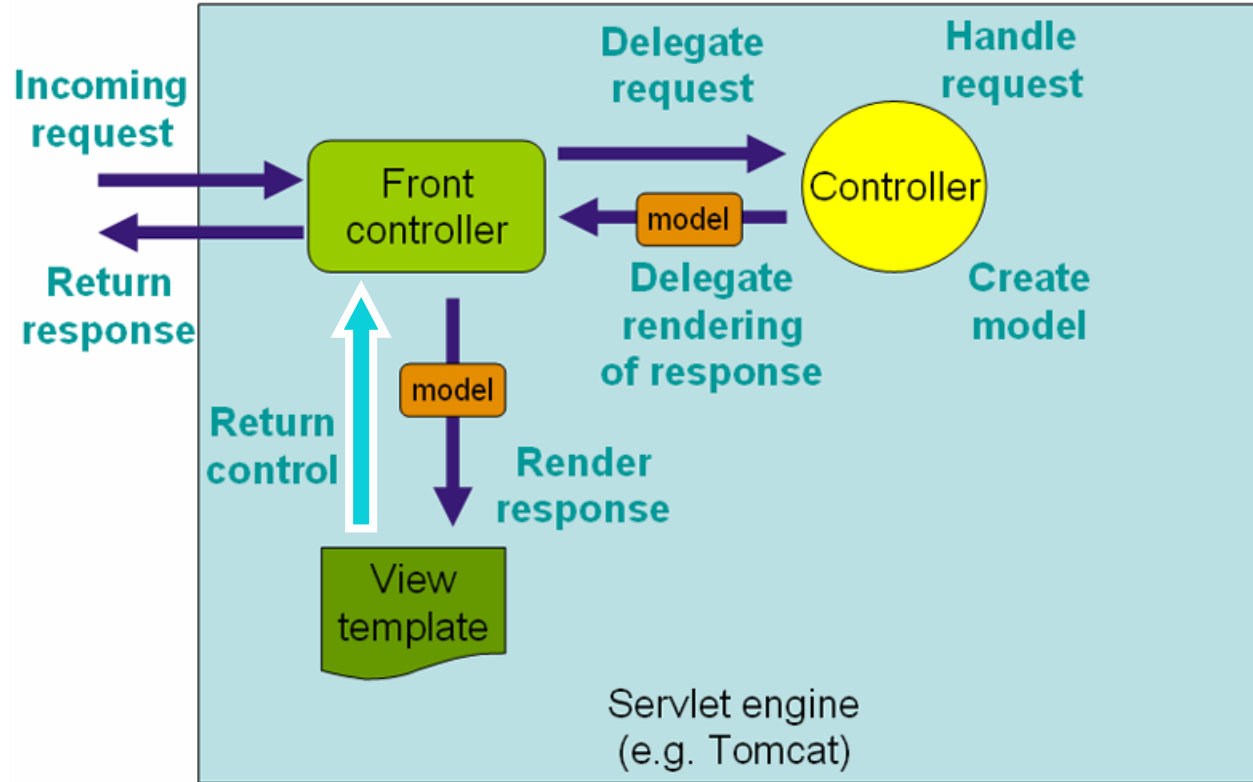 Incoming
request
Return
response
Front
controller
Delegate
request
Handle
request
Controller
model
Delegate
rendering
of response
Create
model
model
Return
control
Render
response
View
template
Servlet engine
(e.g. Tomcat)